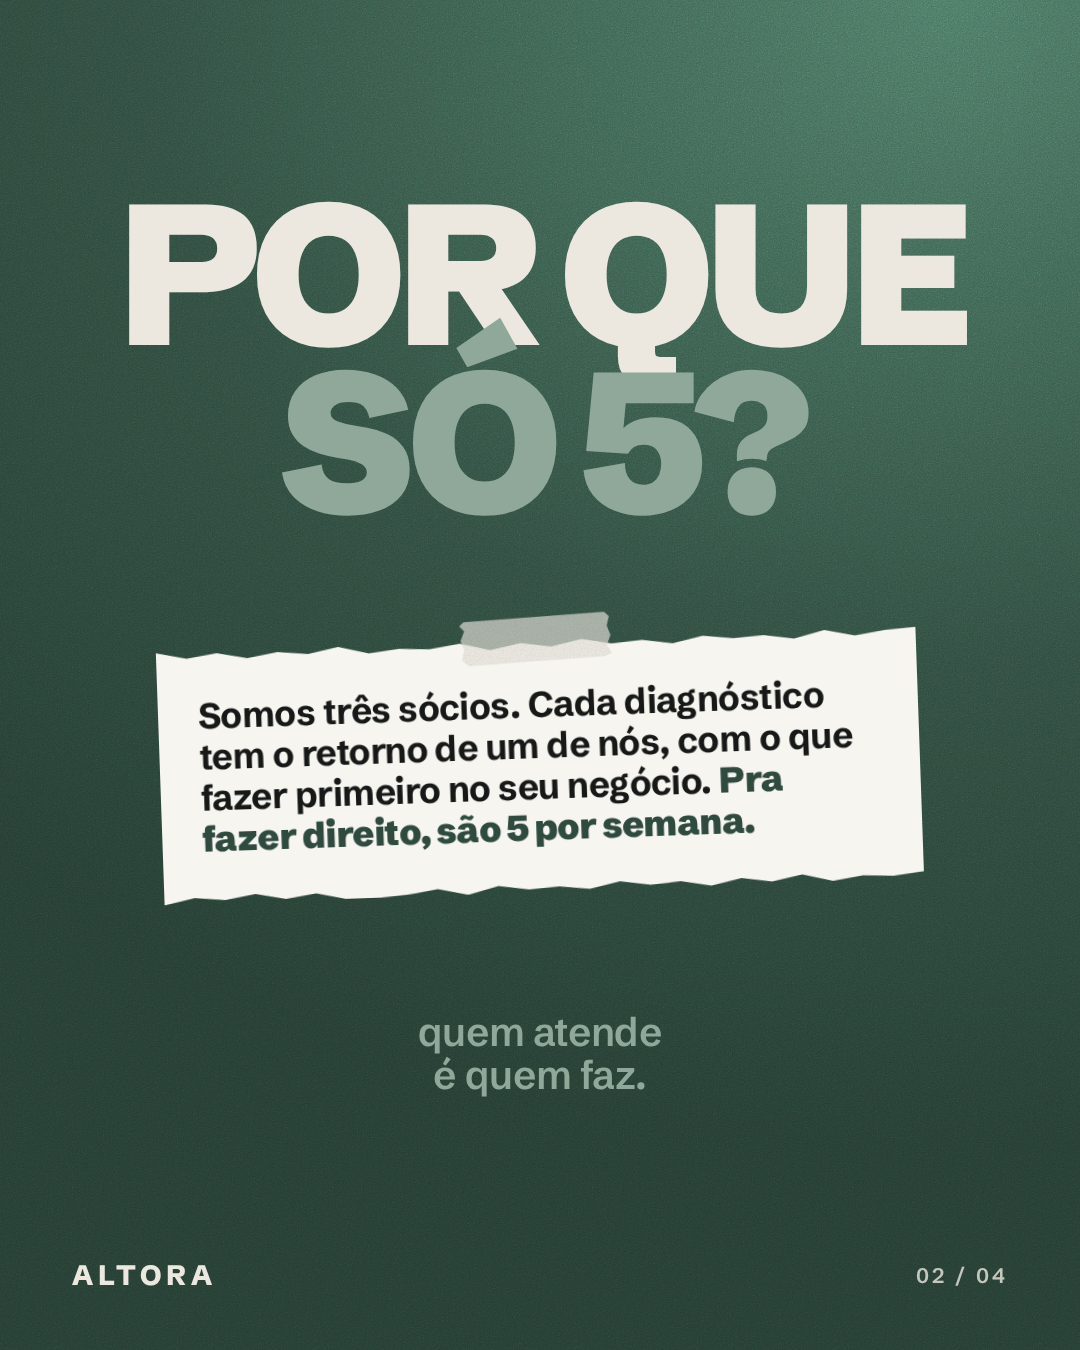 POR QUE
SÓ 5?
Somos três sócios. Cada diagnóstico
tem o retorno de um de nós, com o que
fazer primeiro no seu negócio. Pra
fazer direito, são 5 por semana.
quem atende
é quem faz.
ALTORA
02 / 04